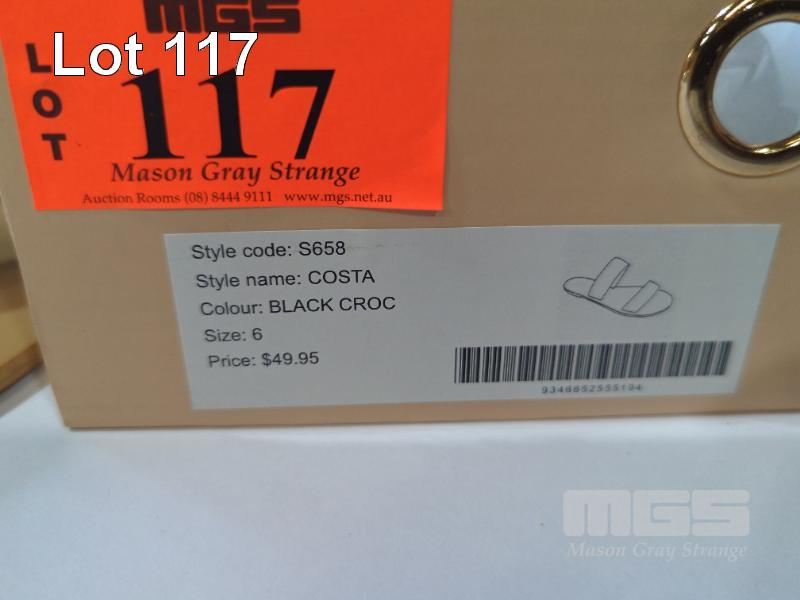 MGS
Lot 117
LOT
117
Mason Gray Strange
Auction Rooms (08) 8444 9111 www.mgs.net.au
Style code: S658
Style name: COSTA
Colour: BLACK CROC
Size: 6
Price: $49.95
9346652555194
MGS
Mason Gray Strange